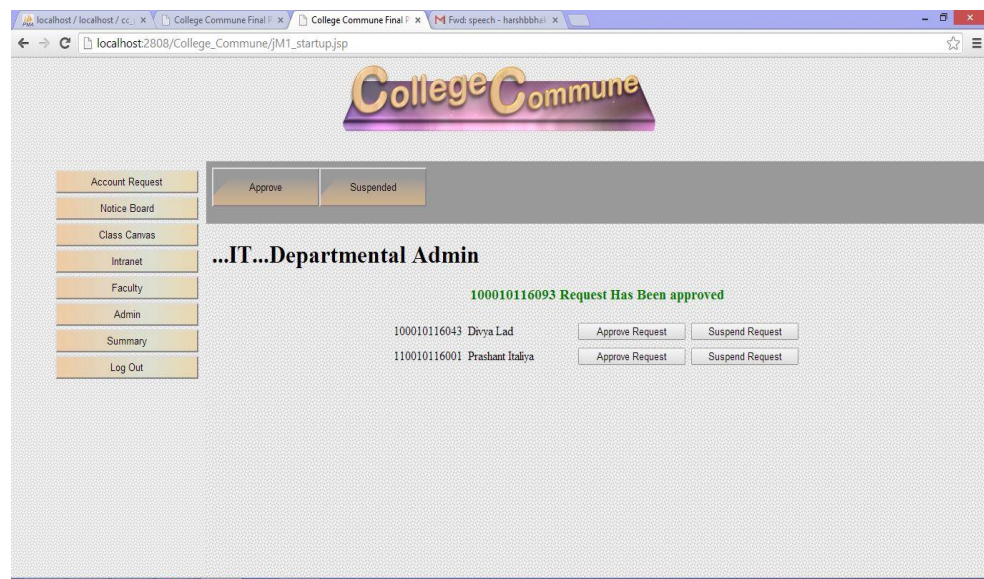 localhost / localhost / cc_
College Commune Final P
College Commune Final P
Fwd: speech - harshbbhai
localhost:2808/College_Commune/jM1_startup.jsp
College Commune
Account Request
Notice Board
Class Canvas
Intranet
Faculty
Admin
Summary
Log Out
Approve
Suspended
...IT...Departmental Admin
100010116093 Request Has Been approved
100010116043 Divya Lad Approve Request Suspend Request
110010116001 Prashant Italiya Approve Request Suspend Request